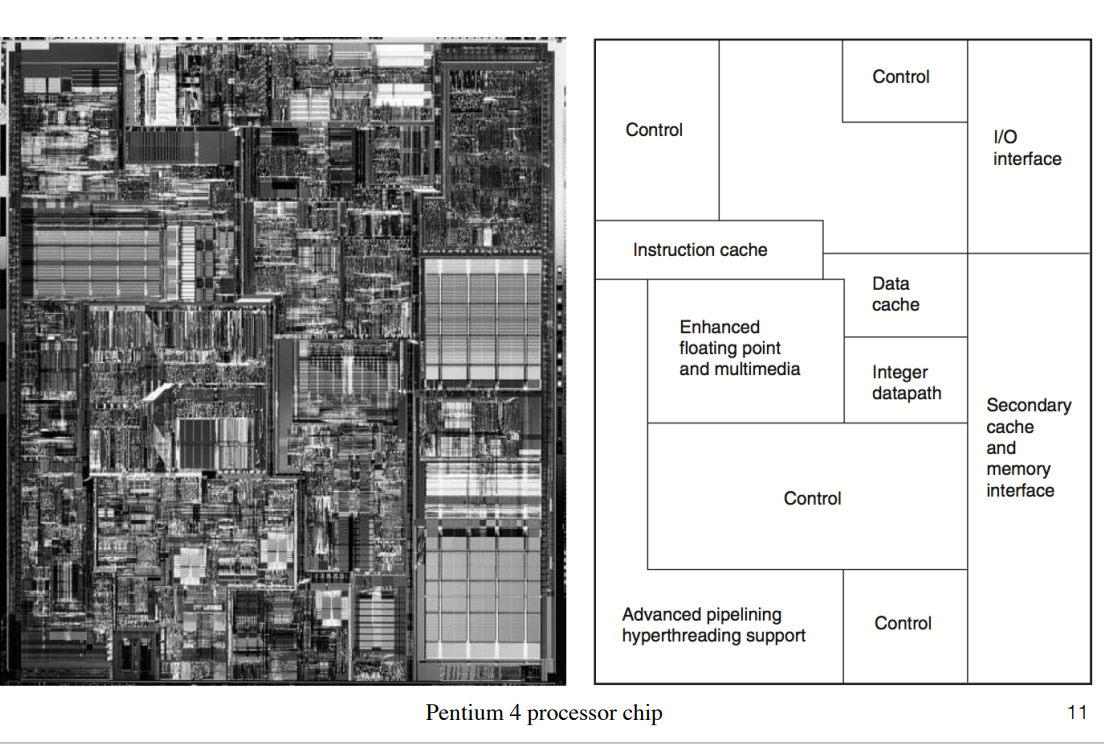 Control
Control
I/O
interface
Instruction cache
Data
cache
Enhanced
floating point
and multimedia
Integer
datapath
Secondary
cache
and
memory
interface
Control
Advanced pipelining
hyperthreading support
Control
Pentium 4 processor chip
11